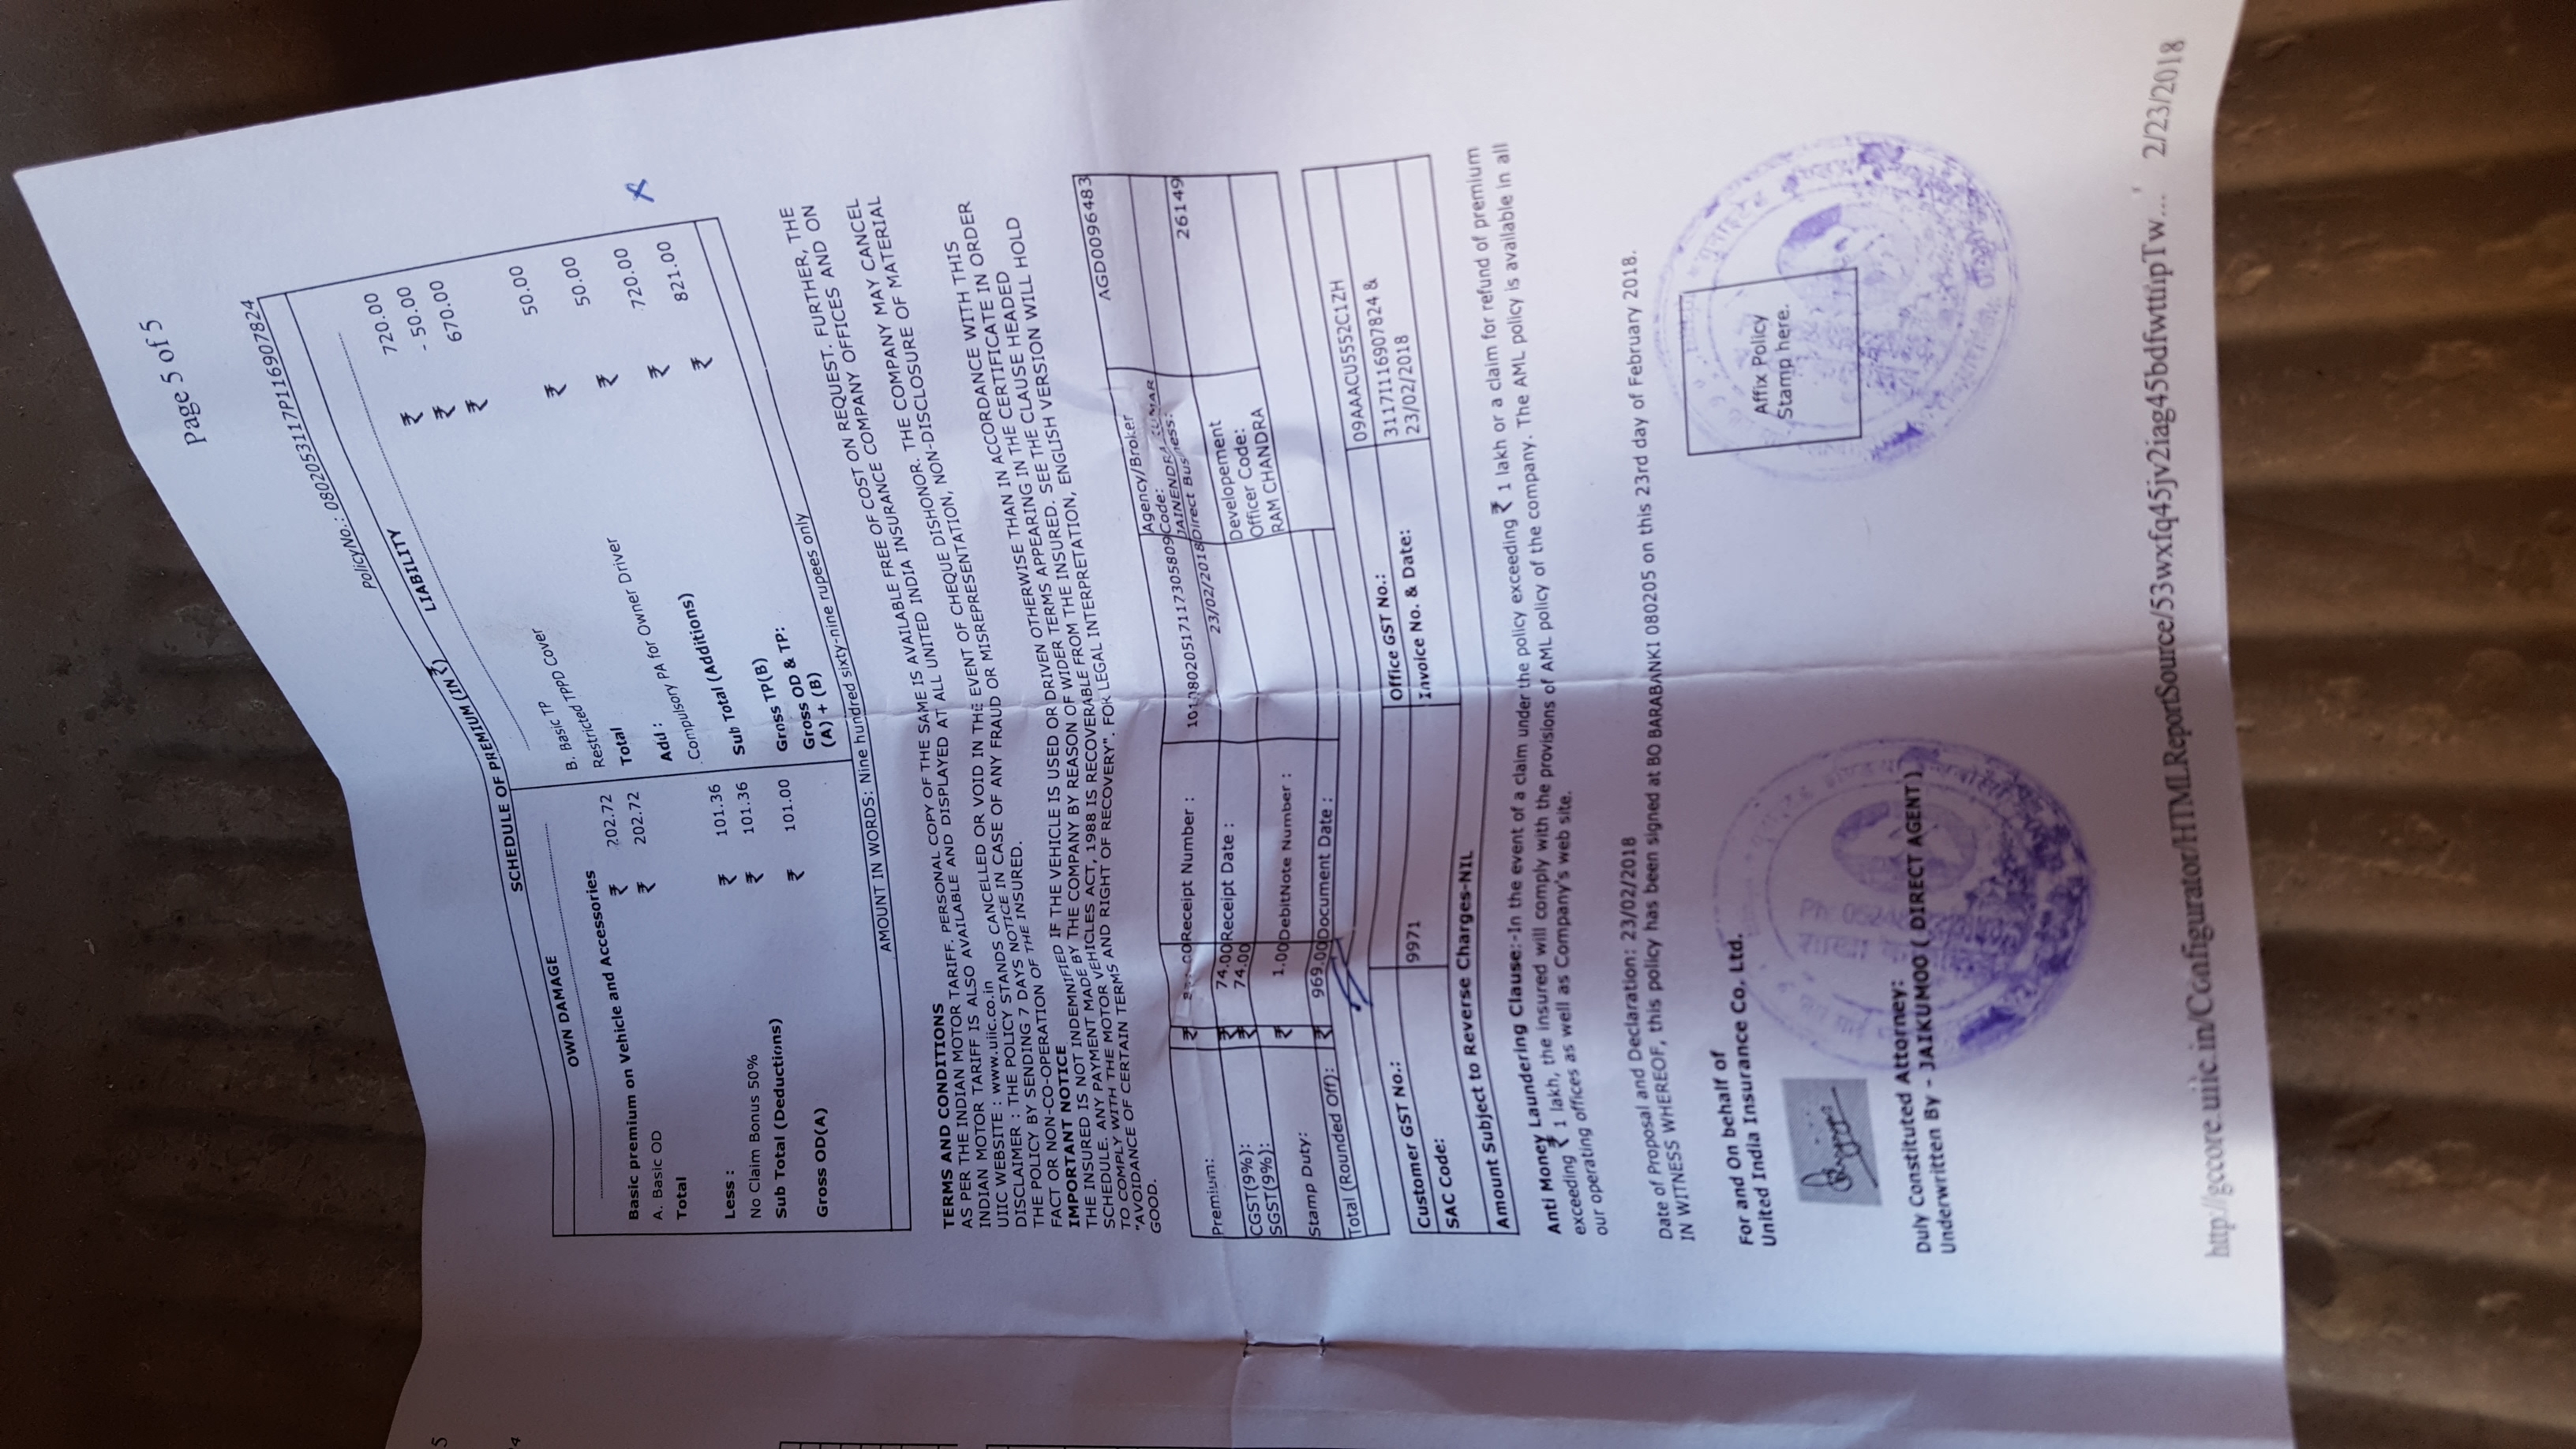 Page 5 of 5
PolicyNo.: 0802053117P116907824
SCHEDULE OF PREMIUM (IN ₹)
OWN DAMAGE
LIABILITY
Basic premium on Vehicle and Accessories
B. Basic TP ₹ 720.00
A. Basic OD ₹ 202.72
Restricted TPPD Cover ₹ - 50.00
Total ₹ 202.72
Total ₹ 670.00
Add :
Less :
Compulsory PA for Owner Driver ₹ 50.00
No Claim Bonus 50% ₹ 101.36
Sub Total (Additions) ₹ 50.00
Sub Total (Deductions) ₹ 101.36
Gross TP(B) ₹ 720.00
Gross OD(A) ₹ 101.00
Gross OD & TP:
(A) + (B) ₹ 821.00
AMOUNT IN WORDS: Nine hundred sixty-nine rupees only
TERMS AND CONDITIONS
AS PER THE INDIAN MOTOR TARIFF. PERSONAL COPY OF THE SAME IS AVAILABLE FREE OF COST ON REQUEST. FURTHER, THE
INDIAN MOTOR TARIFF IS ALSO AVAILABLE AND DISPLAYED AT ALL UNITED INDIA INSURANCE COMPANY OFFICES AND ON
UIIC WEBSITE : www.uiic.co.in
DISCLAIMER : THE POLICY STANDS CANCELLED OR VOID IN THE EVENT OF CHEQUE DISHONOR. THE COMPANY MAY CANCEL
THE POLICY BY SENDING 7 DAYS NOTICE IN CASE OF ANY FRAUD OR MISREPRESENTATION, NON-DISCLOSURE OF MATERIAL
FACT OR NON-CO-OPERATION OF THE INSURED.
IMPORTANT NOTICE
THE INSURED IS NOT INDEMNIFIED IF THE VEHICLE IS USED OR DRIVEN OTHERWISE THAN IN ACCORDANCE WITH THIS
SCHEDULE. ANY PAYMENT MADE BY THE COMPANY BY REASON OF WIDER TERMS APPEARING IN THE CERTIFICATE IN ORDER
TO COMPLY WITH THE MOTOR VEHICLES ACT, 1988 IS RECOVERABLE FROM THE INSURED. SEE THE CLAUSE HEADED
"AVOIDANCE OF CERTAIN TERMS AND RIGHT OF RECOVERY". FOR LEGAL INTERPRETATION, ENGLISH VERSION WILL HOLD
GOOD.
Premium: ₹ Receipt Number : 10108020517117305809 Agency/Broker Code: AGD0096483
JAINENDRA KUMAR
CGST(9%): ₹ 74.00 Receipt Date : 23/02/2018 Direct Business: 26149
SGST(9%): ₹ 74.00
Stamp Duty: ₹ 1.00 DebitNote Number : Developement
Officer Code:
RAM CHANDRA
Total (Rounded Off): ₹ 969.00 Document Date :
Customer GST No.: Office GST No.: 09AAACU5552C1ZH
SAC Code: 9971 Invoice No. & Date: 3117I116907824 &
23/02/2018
Amount Subject to Reverse Charges-NIL
Anti Money Laundering Clause:-In the event of a claim under the policy exceeding ₹ 1 lakh or a claim for refund of premium
exceeding ₹ 1 lakh, the insured will comply with the provisions of AML policy of the company. The AML policy is available in all
our operating offices as well as Company's web site.
Date of Proposal and Declaration: 23/02/2018
IN WITNESS WHEREOF, this policy has been signed at BO BARABANKI 080205 on this 23rd day of February 2018.
For and On behalf of
United India Insurance Co. Ltd.
Affix Policy
Stamp here.
Duly Constituted Attorney:
Underwritten By - JAIKUMOO ( DIRECT AGENT )
http://gccore.uiic.in/Configurator/HTMLReportSource/53wxfq45jv2iag45bdfwttūpTw... 2/23/2018